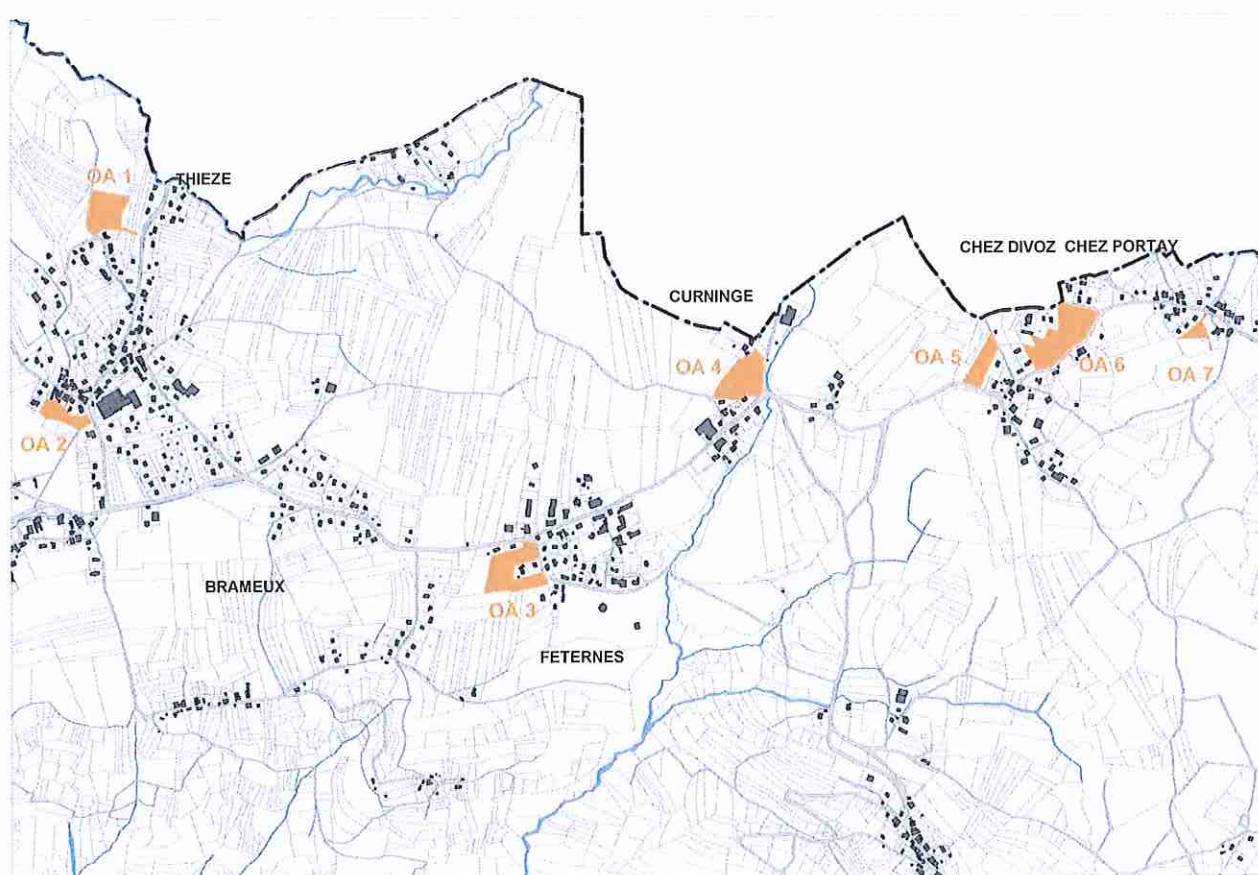 OA 1
THIEZE
CHEZ DIVOZ
CHEZ PORTAY
CURNINGE
OA 4
OA 5
OA 6
OA 7
OA 2
BRAMEUX
OA 3
FETERNES